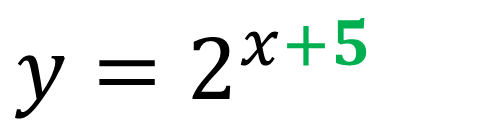 y = 2^{x+5}